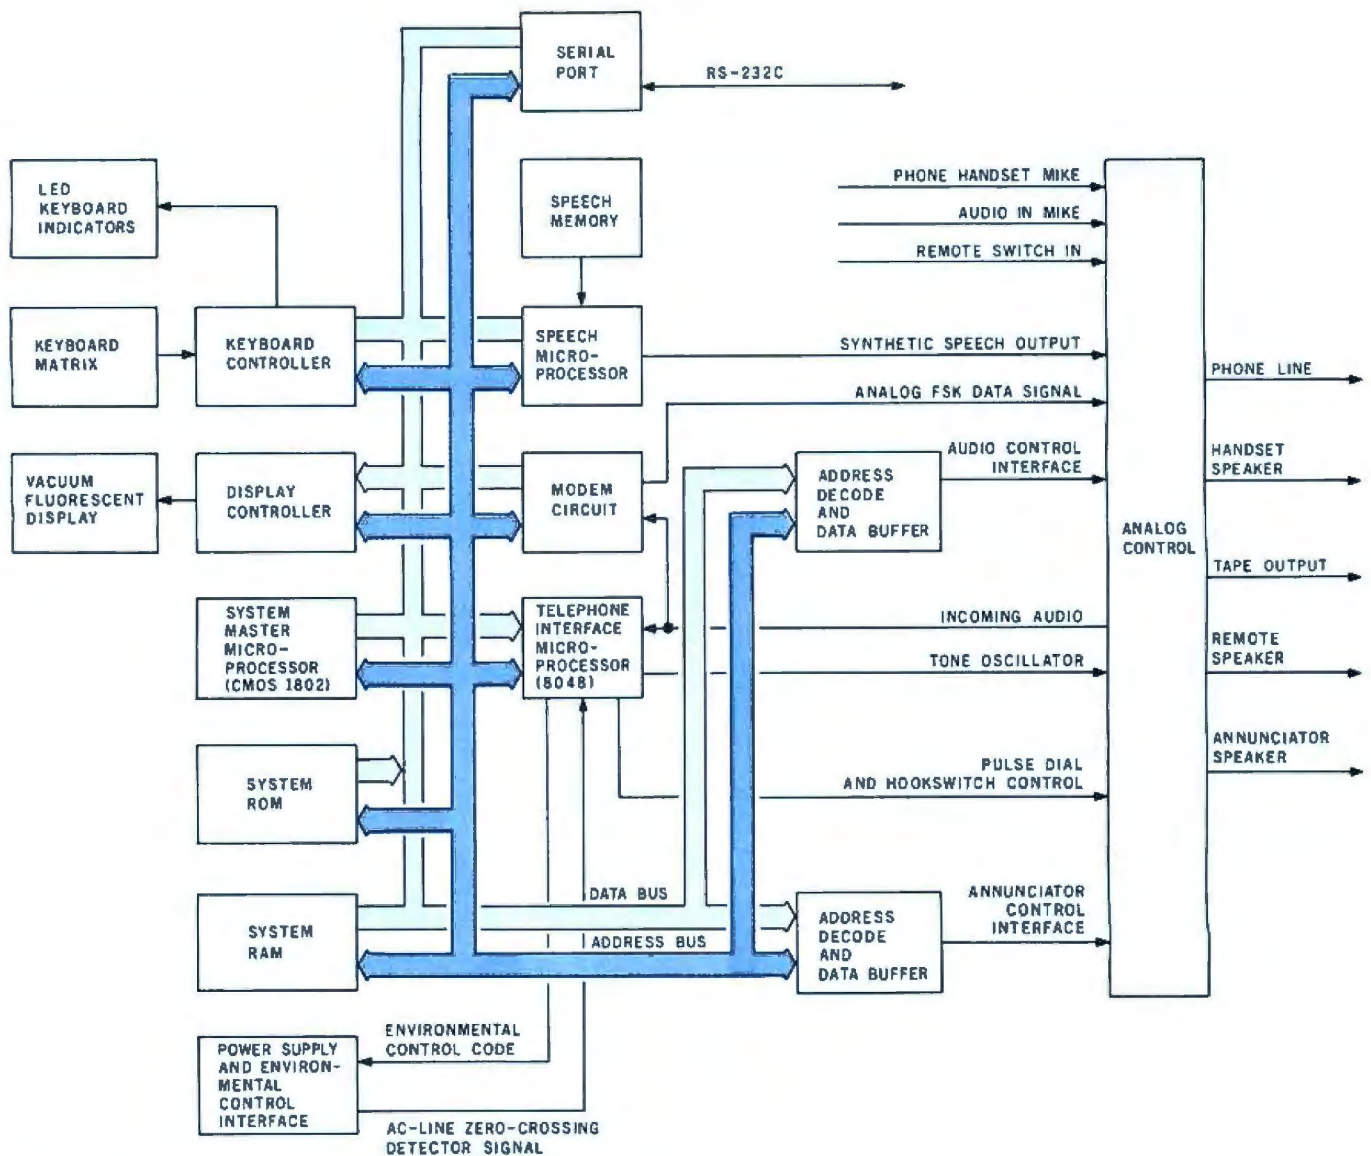 SERIAL
PORT
RS-232C
LED
KEYBOARD
INDICATORS
SPEECH
MEMORY
PHONE HANDSET MIKE
AUDIO IN MIKE
REMOTE SWITCH IN
KEYBOARD
MATRIX
KEYBOARD
CONTROLLER
SPEECH
MICRO-
PROCESSOR
SYNTHETIC SPEECH OUTPUT
ANALOG FSK DATA SIGNAL
PHONE LINE
VACUUM
FLUORESCENT
DISPLAY
DISPLAY
CONTROLLER
MODEM
CIRCUIT
ADDRESS
DECODE
AND
DATA BUFFER
AUDIO CONTROL
INTERFACE
HANDSET
SPEAKER
ANALOG
CONTROL
TAPE OUTPUT
SYSTEM
MASTER
MICRO-
PROCESSOR
(CMOS 1802)
TELEPHONE
INTERFACE
MICRO-
PROCESSOR
(8048)
INCOMING AUDIO
TONE OSCILLATOR
REMOTE
SPEAKER
ANNUNCIATOR
SPEAKER
SYSTEM
ROM
PULSE DIAL
AND HOOKSWITCH CONTROL
SYSTEM
RAM
DATA BUS
ADDRESS BUS
ADDRESS
DECODE
AND
DATA BUFFER
ANNUNCIATOR
CONTROL
INTERFACE
POWER SUPPLY
AND ENVIRON-
MENTAL
CONTROL
INTERFACE
ENVIRONMENTAL
CONTROL CODE
AC-LINE ZERO-CROSSING
DETECTOR SIGNAL